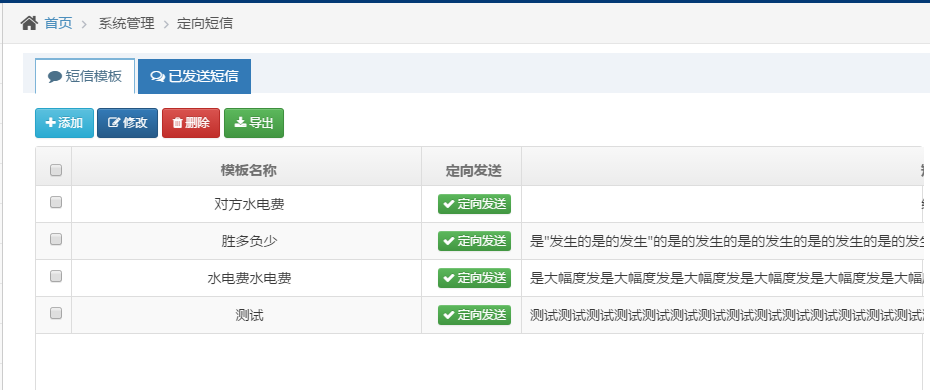 首页 > 系统管理 > 定向短信
短信模板 已发送短信
添加 修改 删除 导出
模板名称 定向发送
对方水电费 定向发送
胜多负少 定向发送 是"发生的是的发生"的是的发生的是的发生的是的发生的是的发生
水电费水电费 定向发送 是大幅度发是大幅度发是大幅度发是大幅度发是大幅度发是大幅
测试 定向发送 测试测试测试测试测试测试测试测试测试测试测试测试测试测试